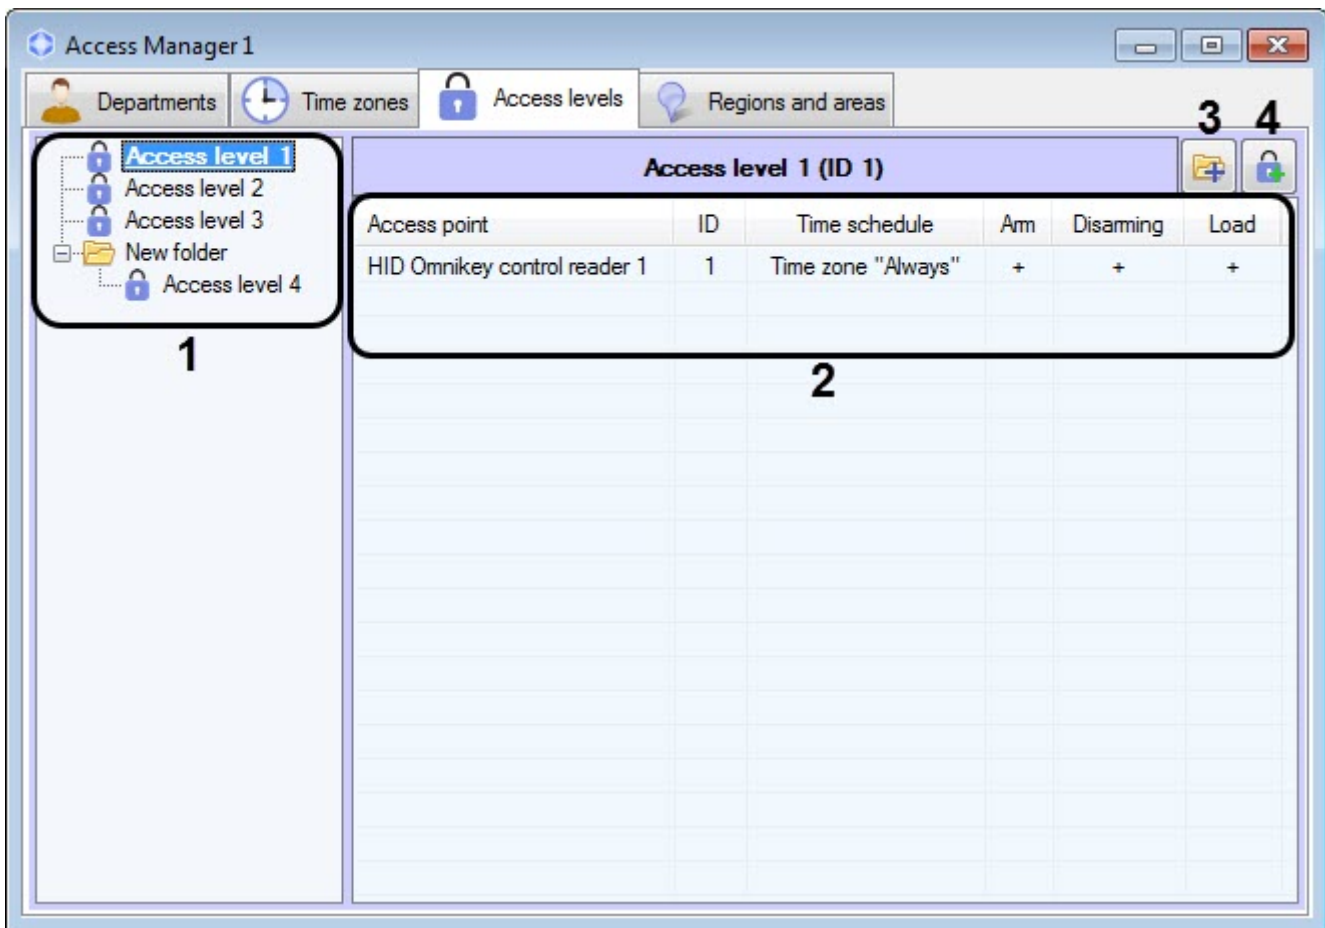 Access Manager 1
Departments Time zones Access levels Regions and areas
3 4
Access level 1
Access level 2
Access level 3
New folder
Access level 4
1
Access level 1 (ID 1)
Access point ID Time schedule Arm Disarming Load
HID Omnikey control reader 1 1 Time zone "Always" + + +
2